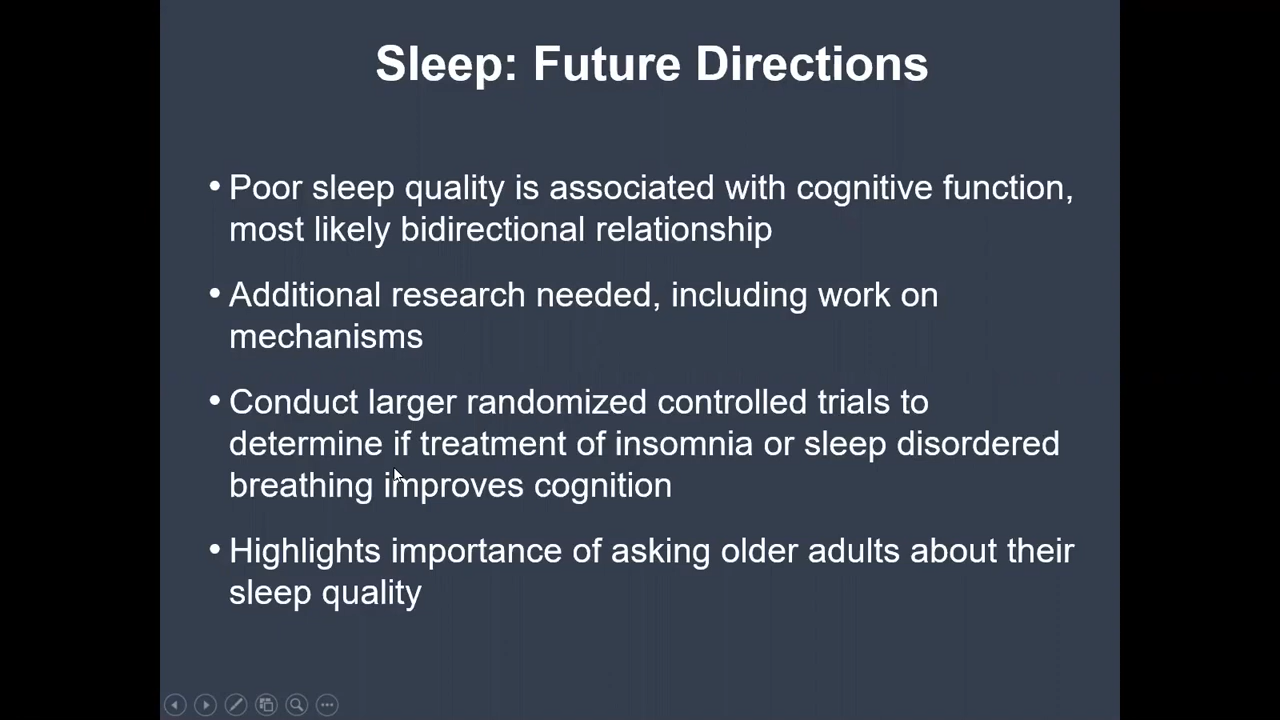 Sleep: Future Directions
• Poor sleep quality is associated with cognitive function,
most likely bidirectional relationship
• Additional research needed, including work on
mechanisms
• Conduct larger randomized controlled trials to
determine if treatment of insomnia or sleep disordered
breathing improves cognition
• Highlights importance of asking older adults about their
sleep quality